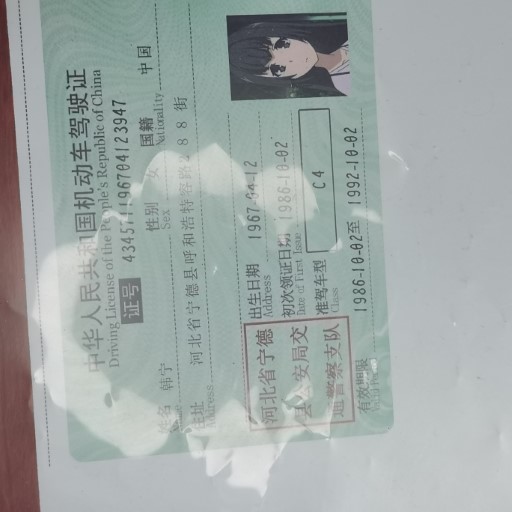 中华人民共和国机动车驾驶证
Driving License of the People's Republic of China
证号 434571196704123947
姓名 韩宁
性别 女 国籍 中国
Sex Nationality
住址 河北省宁德县呼和浩特容路288街
Address
出生日期 1967-04-12
Address
初次领证日期 1986-10-02
Date of First Issue
准驾车型 C4
Class
河北省宁德
县公安局交
通警察支队
有效期限 1986-10-02至 1992-10-02